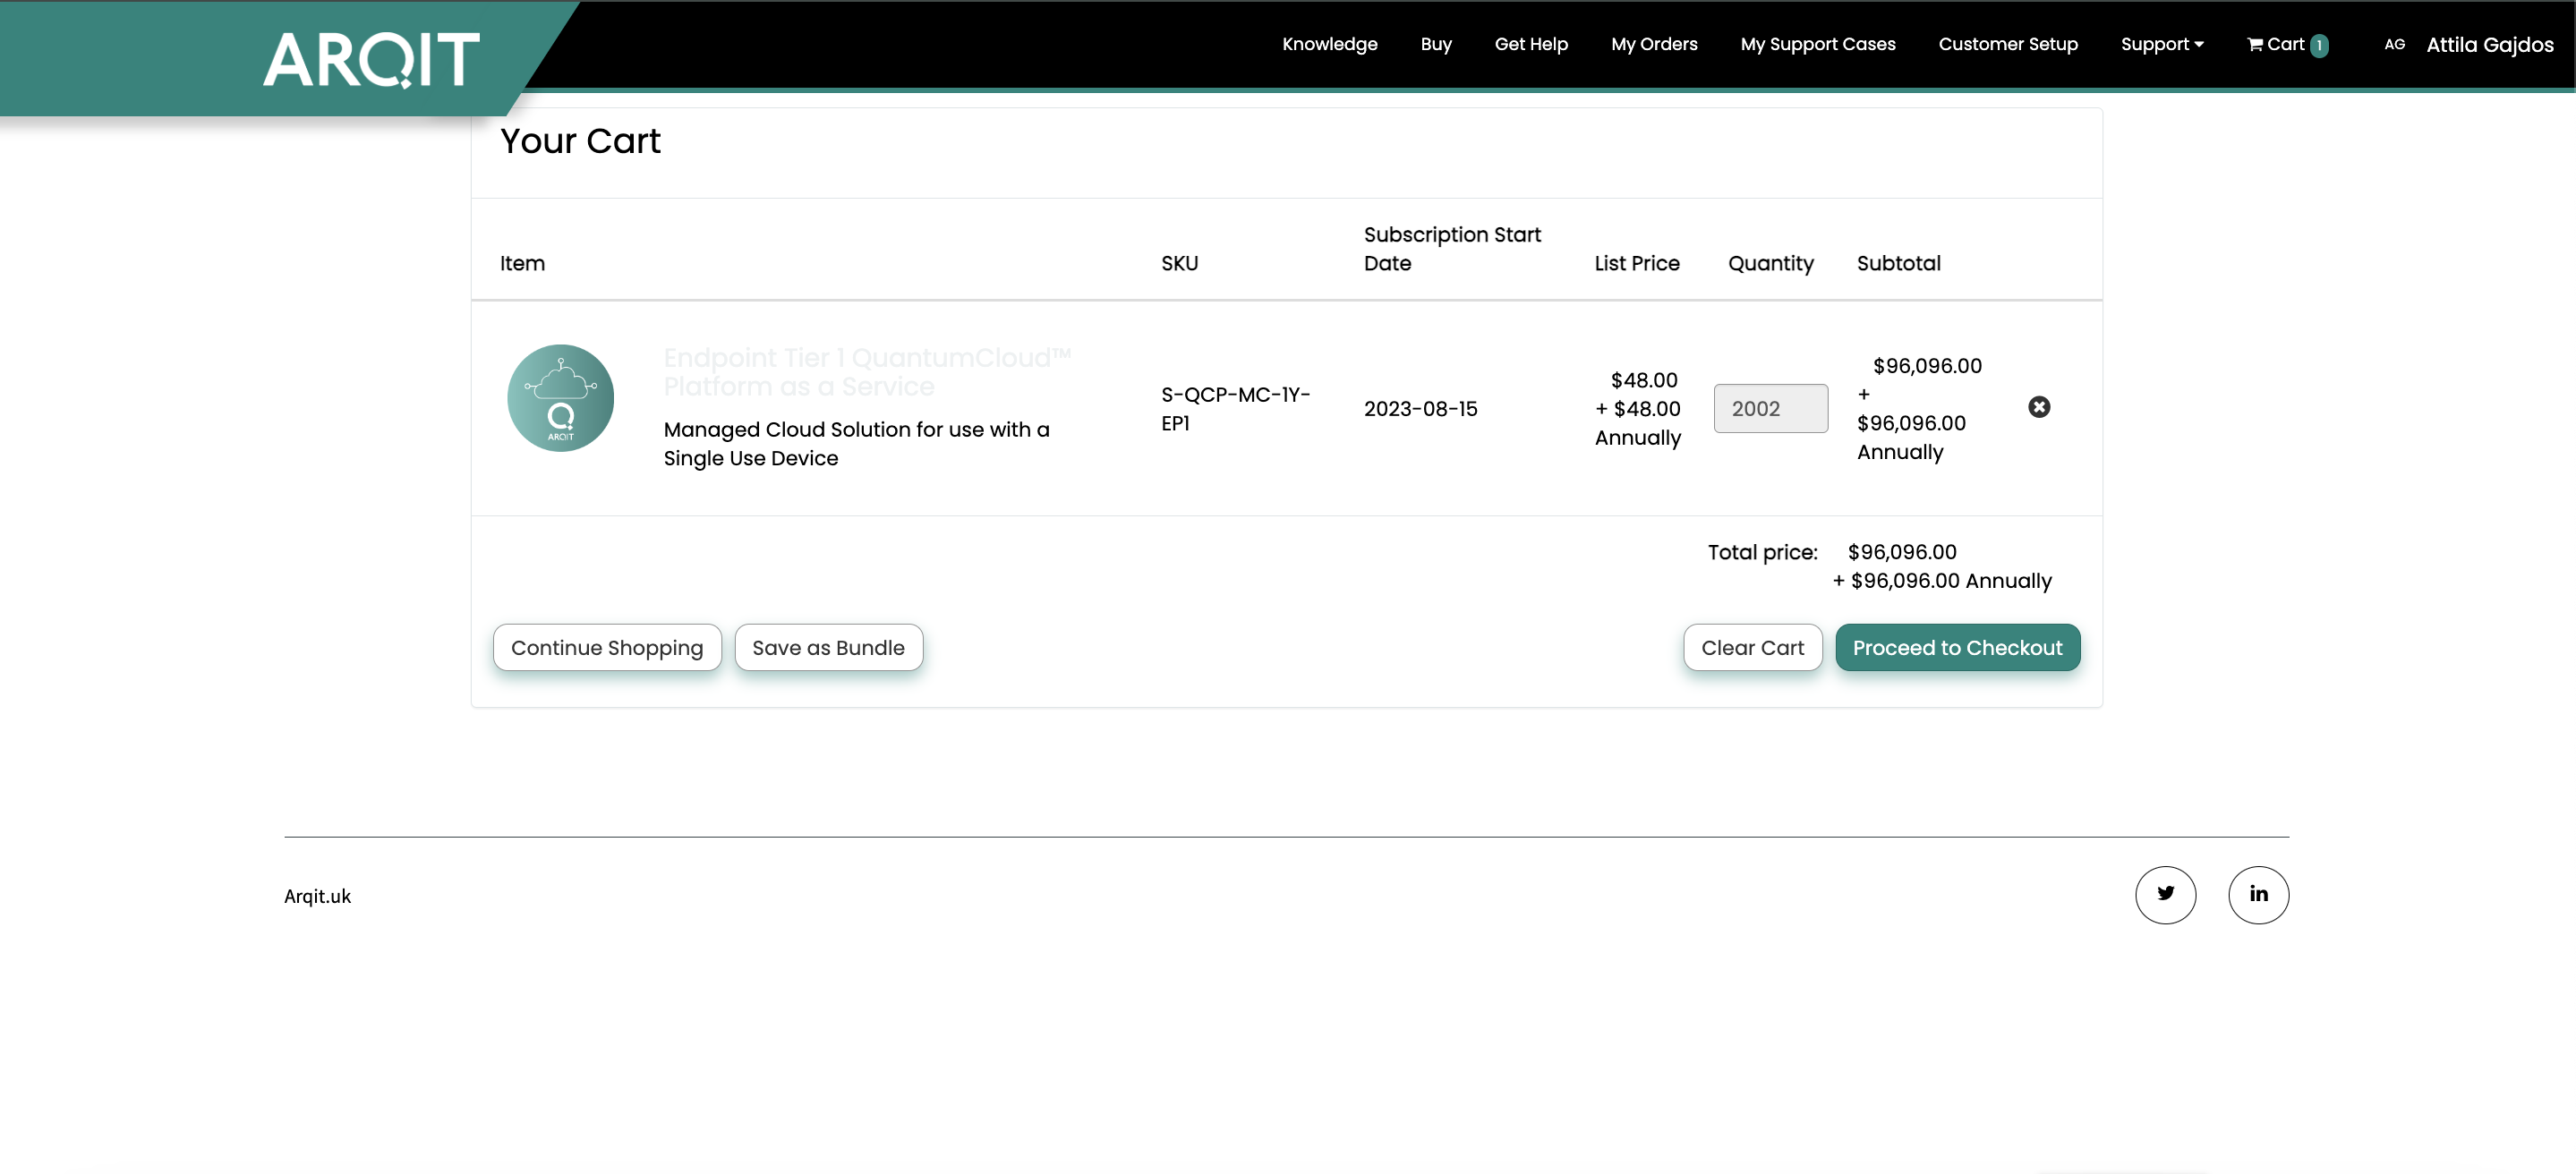 ARQIT
Knowledge Buy Get Help My Orders My Support Cases Customer Setup Support Cart 1 AG Attila Gajdos
Your Cart
Item SKU Subscription Start Date List Price Quantity Subtotal
Endpoint Tier 1 QuantumCloud™
Platform as a Service
Managed Cloud Solution for use with a
Single Use Device
ARQIT
S-QCP-MC-1Y-
EP1
2023-08-15
$48.00
+ $48.00
Annually
2002
$96,096.00
+
$96,096.00
Annually
Total price: $96,096.00
+ $96,096.00 Annually
Continue Shopping Save as Bundle Clear Cart Proceed to Checkout
Arqit.uk
in